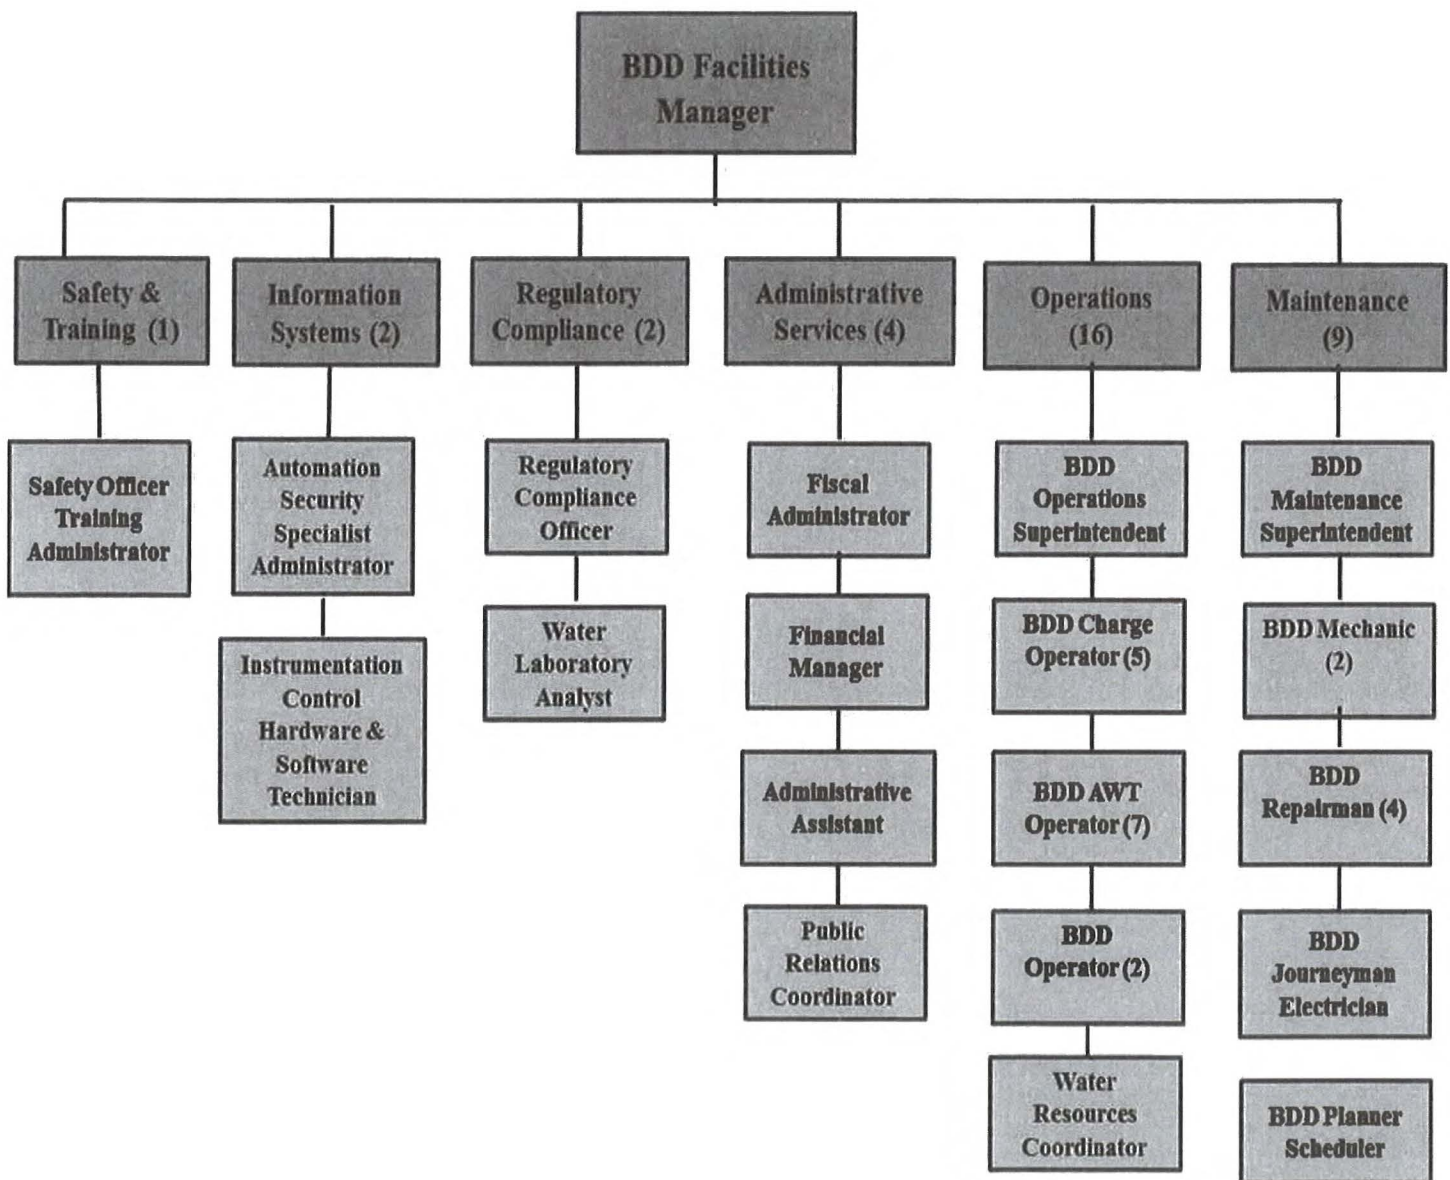 BDD Facilities
Manager
Safety &
Training (1)
Information
Systems (2)
Regulatory
Compliance (2)
Administrative
Services (4)
Operations
(16)
Maintenance
(9)
Safety Officer
Training
Administrator
Automation
Security
Specialist
Administrator
Instrumentation
Control
Hardware &
Software
Technician
Regulatory
Compliance
Officer
Water
Laboratory
Analyst
Fiscal
Administrator
Financial
Manager
Administrative
Assistant
Public
Relations
Coordinator
BDD
Operations
Superintendent
BDD Charge
Operator (5)
BDD AWT
Operator (7)
BDD
Operator (2)
Water
Resources
Coordinator
BDD
Maintenance
Superintendent
BDD Mechanic
(2)
BDD
Repairman (4)
BDD
Journeyman
Electrician
BDD Planner
Scheduler